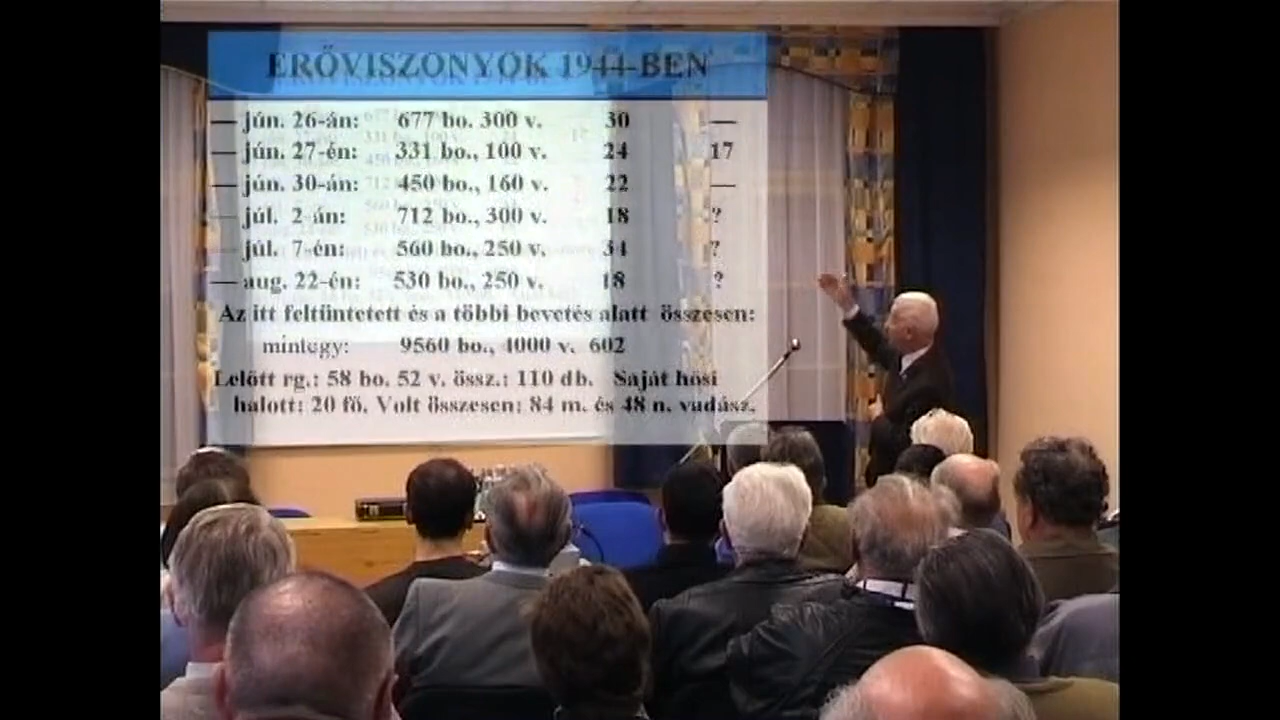 ERŐVISZONYOK 1944-BEN
— jún. 26-án: 677 bo. 300 v. 30 —
— jún. 27-én: 331 bo., 100 v. 24 17
— jún. 30-án: 450 bo., 160 v. 22 —
— júl. 2-án: 712 bo., 300 v. 18 ?
— júl. 7-én: 560 bo., 250 v. 34 ?
— aug. 22-én: 530 bo., 250 v. 18 ?
Az itt feltüntetett és a többi bevetés alatt összesen:
mintegy: 9560 bo., 4000 v. 602
Lelőtt rg.: 58 bo. 52 v. össz.: 110 db. Saját hősi
halott: 20 fő. Volt összesen: 84 m. és 48 n. vadász.